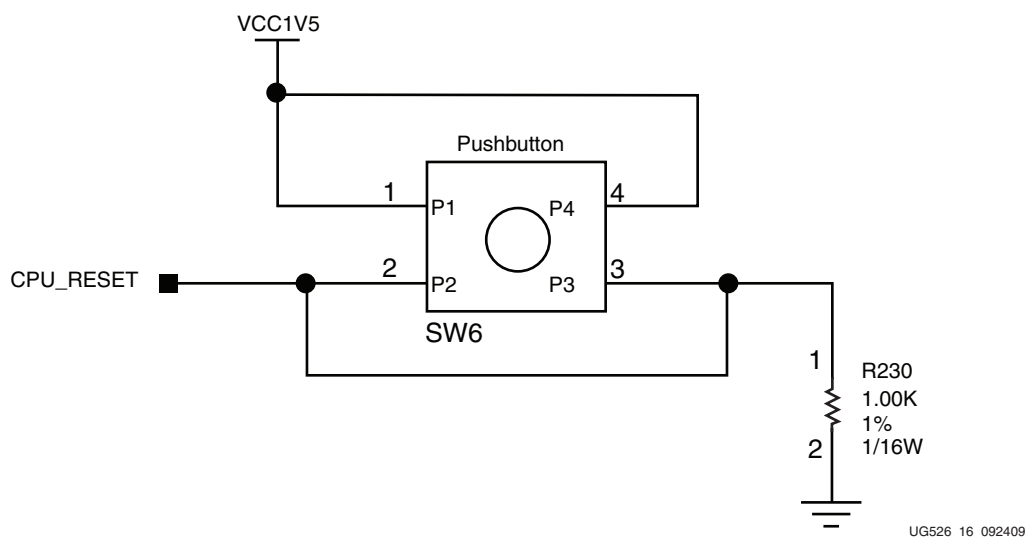 VCC1V5
Pushbutton
1
4
P1
P4
CPU_RESET
2
3
P2
P3
SW6
1
R230
1.00K
1%
2
1/16W
UG526_16_092409